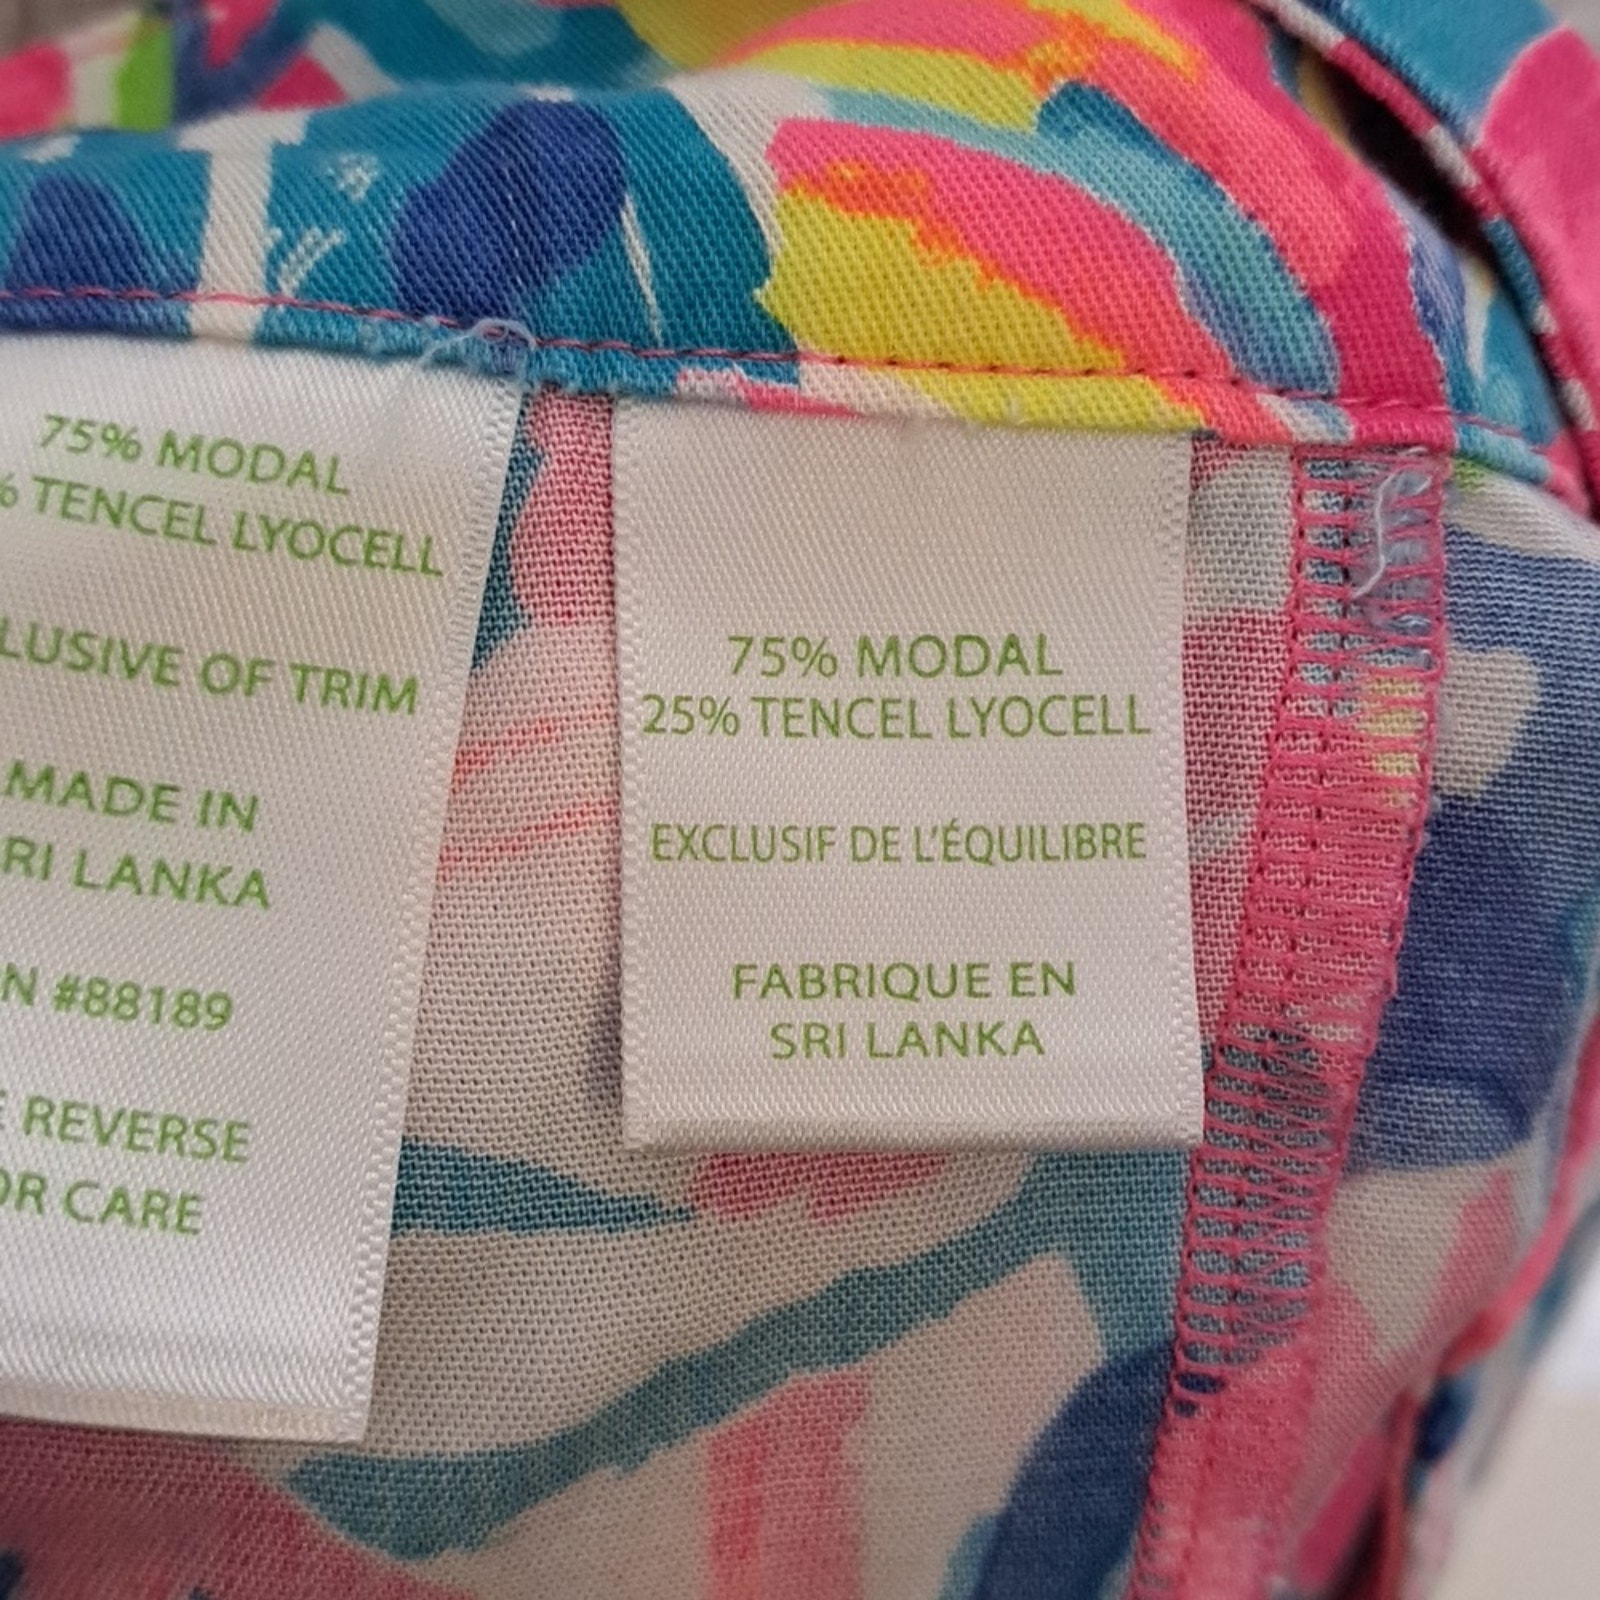 75% MODAL
% TENCEL LYOCELL
LUSIVE OF TRIM
MADE IN
RI LANKA
N #88189
E REVERSE
OR CARE
75% MODAL
25% TENCEL LYOCELL
EXCLUSIF DE L'ÉQUILIBRE
FABRIQUE EN
SRI LANKA